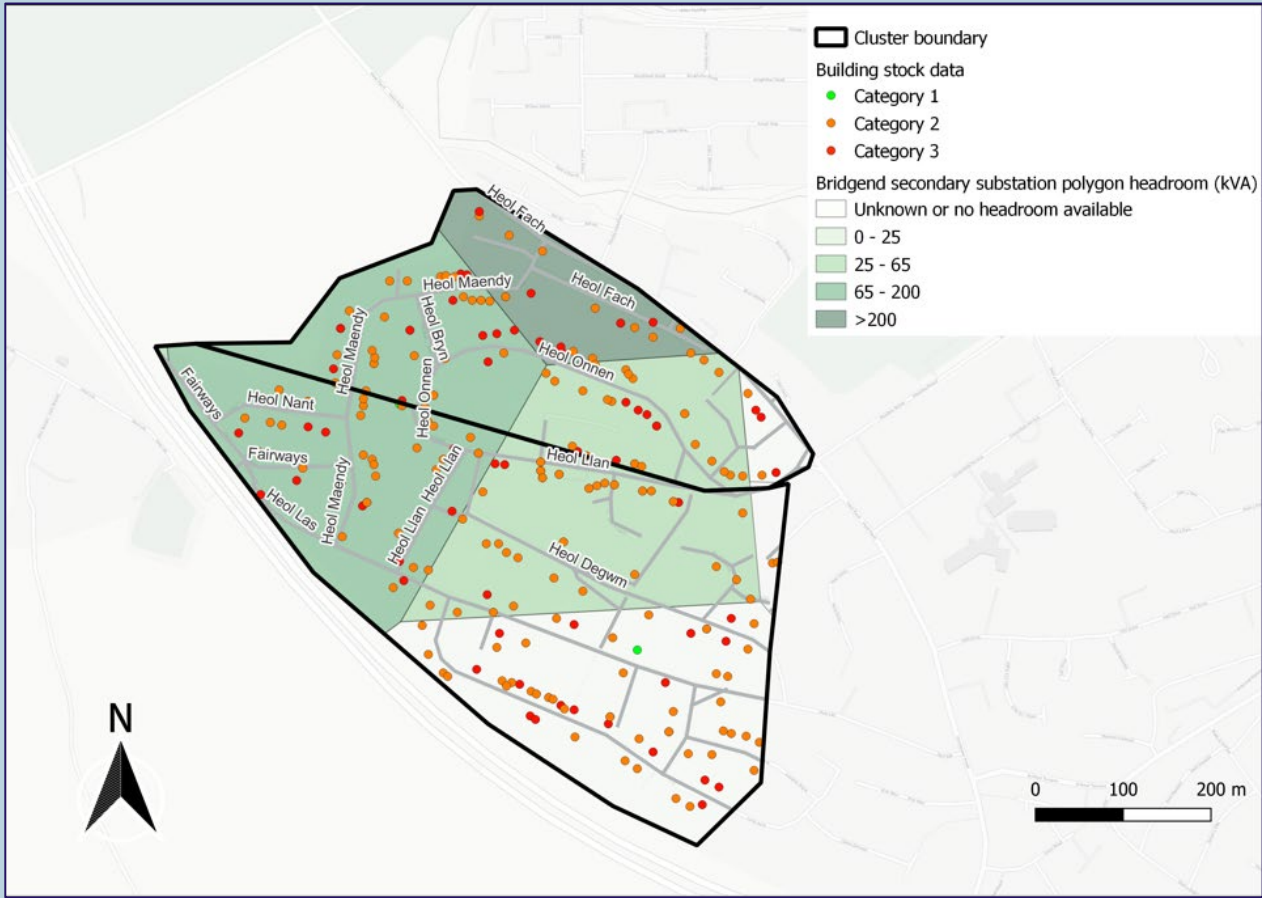 Cluster boundary
Building stock data
Category 1
Category 2
Category 3
Bridgend secondary substation polygon headroom (kVA)
Unknown or no headroom available
0 - 25
25 - 65
65 - 200
>200
Heol Fach
Heol Maendy
Heol Fach
Heol Bryn
Heol Maendy
Heol Onnen
Fairways
Heol Nant
Heol Onnen
Fairways
Heol Llan
Heol Llan
Heol Las
Heol Maendy
Heol Llan
Heol Degwm
N
0 100 200 m